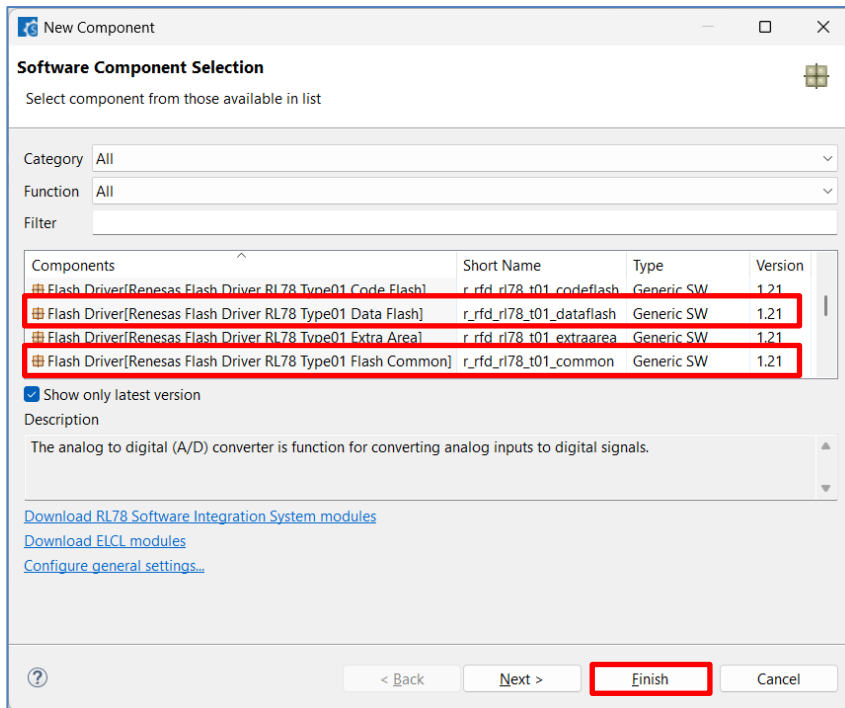 New Component
Software Component Selection
Select component from those available in list
Category All
Function All
Filter
Components Short Name Type Version
Flash Driver[Renesas Flash Driver RL78 Type01 Code Flash] r_rfd_rl78_t01_codeflash Generic SW 1.21
Flash Driver[Renesas Flash Driver RL78 Type01 Data Flash] r_rfd_rl78_t01_dataflash Generic SW 1.21
Flash Driver[Renesas Flash Driver RL78 Type01 Extra Area] r_rfd_rl78_t01_extraarea Generic SW 1.21
Flash Driver[Renesas Flash Driver RL78 Type01 Flash Common] r_rfd_rl78_t01_common Generic SW 1.21
Show only latest version
Description
The analog to digital (A/D) converter is function for converting analog inputs to digital signals.
Download RL78 Software Integration System modules
Download ELCL modules
Configure general settings...
? < Back Next > Finish Cancel